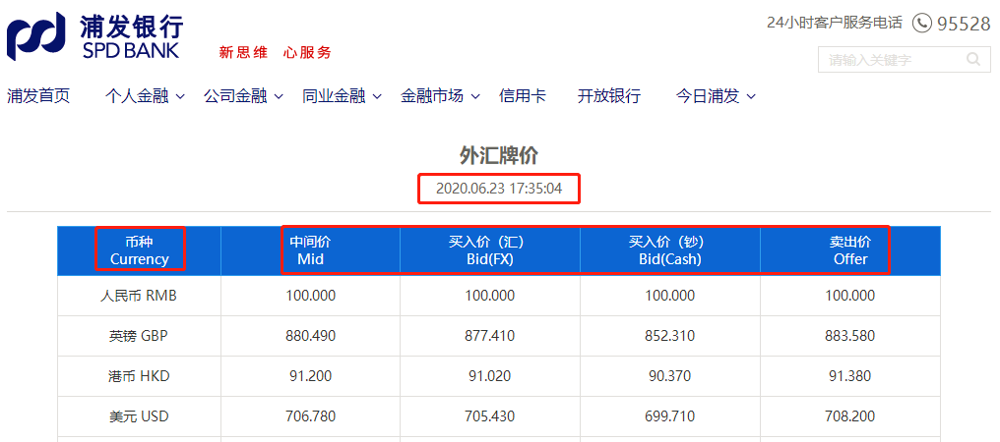 浦发银行
SPD BANK
新思维 心服务
24小时客户服务电话 95528
请输入关键字
浦发首页 个人金融 公司金融 同业金融 金融市场 信用卡 开放银行 今日浦发
外汇牌价
2020.06.23 17:35:04
币种 中间价 买入价（汇） 买入价（钞） 卖出价
Currency Mid Bid(FX) Bid(Cash) Offer
人民币 RMB 100.000 100.000 100.000 100.000
英镑 GBP 880.490 877.410 852.310 883.580
港币 HKD 91.200 91.020 90.370 91.380
美元 USD 706.780 705.430 699.710 708.200